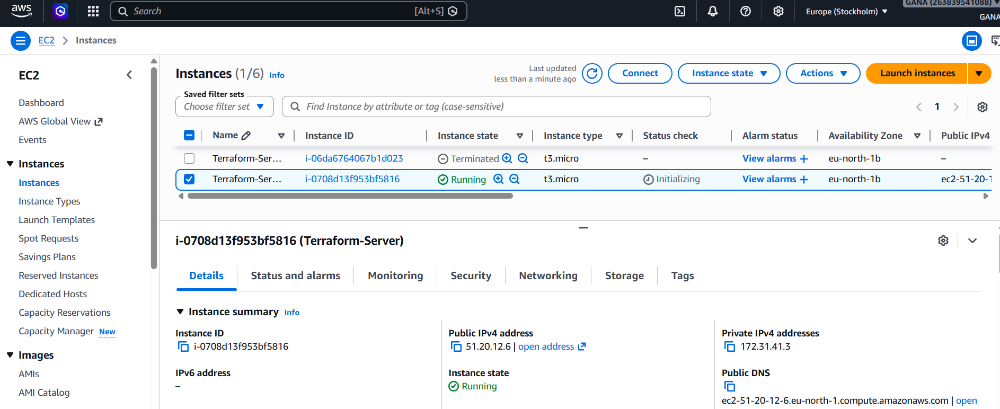 aws
Search [Alt+S]
Europe (Stockholm)
GANA (263839541088)
GANA
EC2 Instances
EC2
Dashboard
AWS Global View
Events
Instances
Instances
Instance Types
Launch Templates
Spot Requests
Savings Plans
Reserved Instances
Dedicated Hosts
Capacity Reservations
Capacity Manager New
Images
AMIs
AMI Catalog
Instances (1/6) Info
Last updated
less than a minute ago
Connect
Instance state
Actions
Launch instances
Saved filter sets
Choose filter set
Find Instance by attribute or tag (case-sensitive)
1
Name Instance ID Instance state Instance type Status check Alarm status Availability Zone Public IPv4
Terraform-Ser... i-06da6764067b1d023 Terminated t3.micro – View alarms + eu-north-1b –
Terraform-Ser... i-0708d13f953bf5816 Running t3.micro Initializing View alarms + eu-north-1b ec2-51-20-1
i-0708d13f953bf5816 (Terraform-Server)
Details Status and alarms Monitoring Security Networking Storage Tags
Instance summary Info
Instance ID
i-0708d13f953bf5816
Public IPv4 address
51.20.12.6 | open address
Private IPv4 addresses
172.31.41.3
IPv6 address
–
Instance state
Running
Public DNS
ec2-51-20-12-6.eu-north-1.compute.amazonaws.com | open